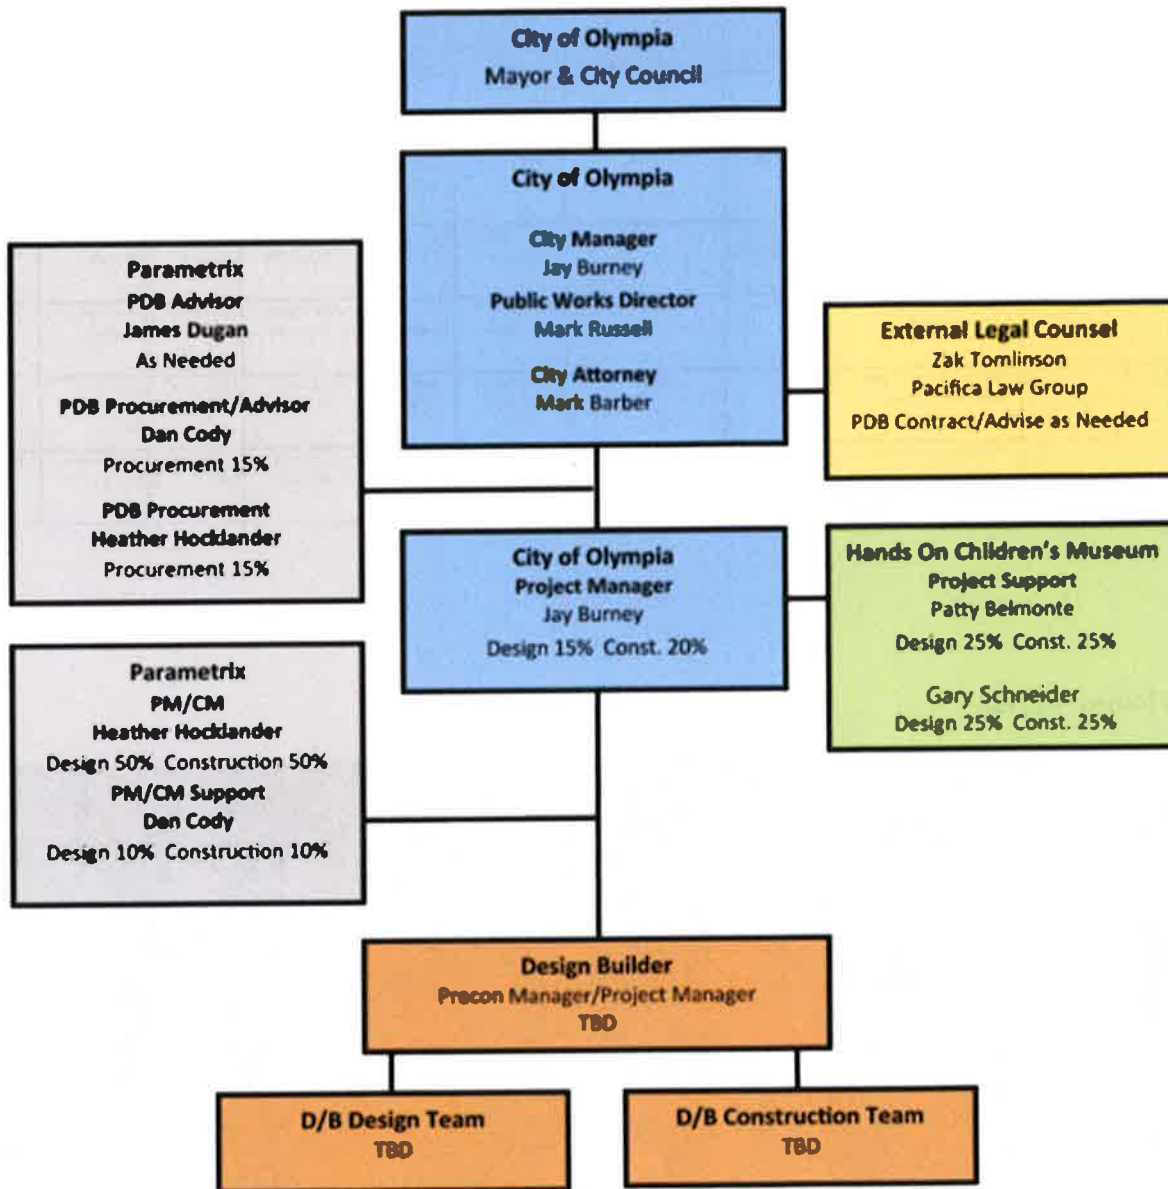 City of Olympia
Mayor & City Council
City of Olympia
City Manager
Jay Burney
Public Works Director
Mark Russell
City Attorney
Mark Barber
Parametrix
PDB Advisor
James Dugan
As Needed
PDB Procurement/Advisor
Dan Cody
Procurement 15%
PDB Procurement
Heather Hocklander
Procurement 15%
External Legal Counsel
Zak Tomlinson
Pacifica Law Group
PDB Contract/Advise as Needed
City of Olympia
Project Manager
Jay Burney
Design 15% Const. 20%
Hands On Children's Museum
Project Support
Patty Belmonte
Design 25% Const. 25%
Gary Schneider
Design 25% Const. 25%
Parametrix
PM/CM
Heather Hocklander
Design 50% Construction 50%
PM/CM Support
Dan Cody
Design 10% Construction 10%
Design Builder
Precon Manager/Project Manager
TBD
D/B Design Team
TBD
D/B Construction Team
TBD